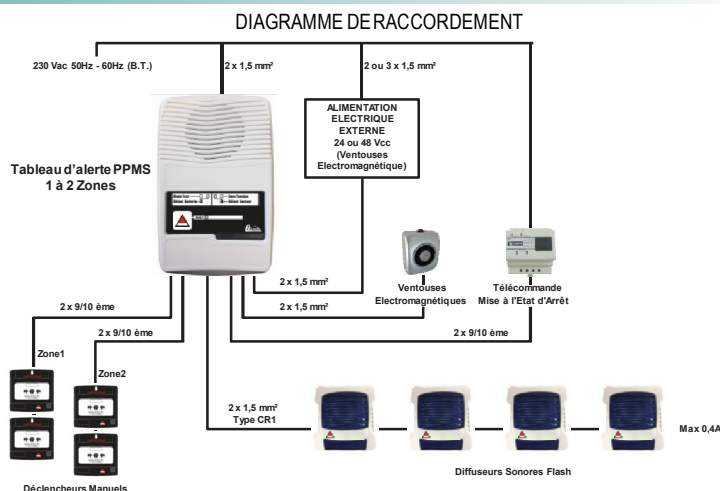 DIAGRAMME DE RACCORDEMENT
230 Vac 50Hz - 60Hz (B.T.)
2 x 1,5 mm²
2 ou 3 x 1,5 mm²
ALIMENTATION
ELECTRIQUE
EXTERNE
24 ou 48 Vcc
(Ventouses
Electromagnétique)
Tableau d'alerte PPMS
1 à 2 Zones
2 x 1,5 mm²
2 x 1,5 mm²
Ventouses
Electromagnétiques
Télécommande
Mise à l'Etat d'Arrêt
2 x 9/10 ème
2 x 9/10 ème
2 x 9/10 ème
Zone1
Zone2
2 x 1,5 mm²
Type CR1
Max 0,4A
Diffuseurs Sonores Flash
Déclencheurs Manuels